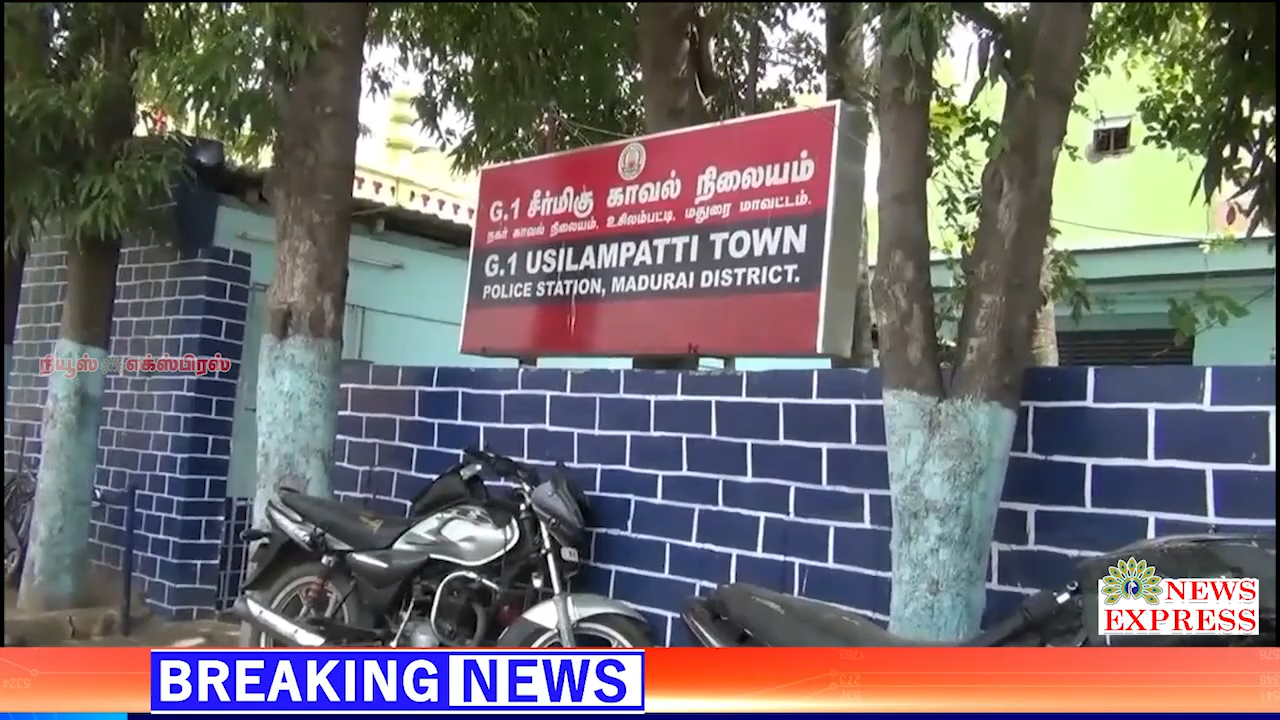 G.1 சீர்மிகு காவல் நிலையம்
நகர் காவல் நிலையம், உசிலம்பட்டி, மதுரை மாவட்டம்.
G.1 USILAMPATTI TOWN
POLICE STATION, MADURAI DISTRICT.
நியூஸ் எக்ஸ்பிரஸ்
NEWS
EXPRESS
BREAKING NEWS